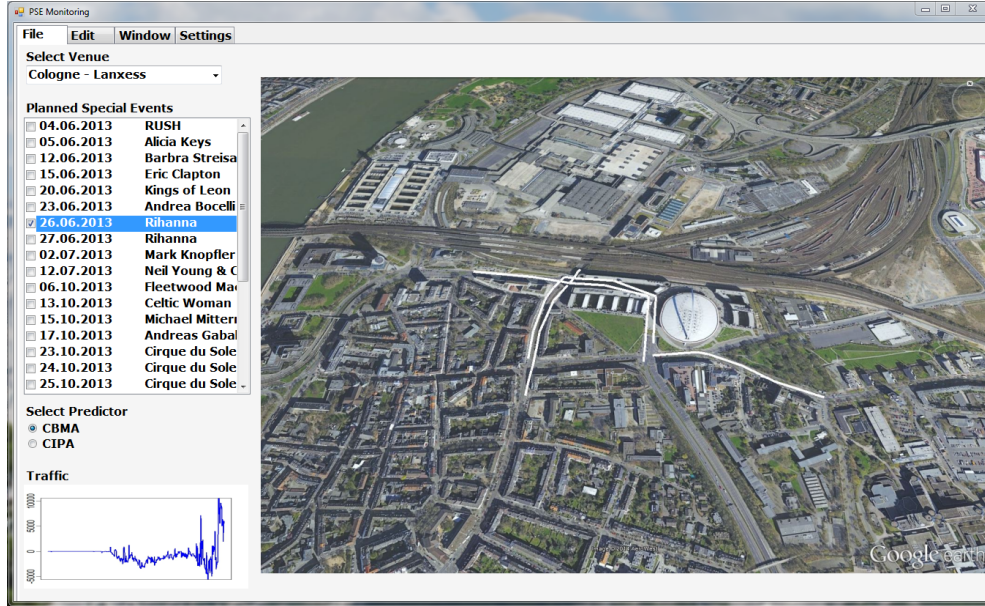 PSE Monitoring
File Edit Window Settings
Select Venue
Cologne - Lanxess
Planned Special Events
04.06.2013 RUSH
05.06.2013 Alicia Keys
12.06.2013 Barbra Streisa
15.06.2013 Eric Clapton
20.06.2013 Kings of Leon
23.06.2013 Andrea Bocelli
26.06.2013 Rihanna
27.06.2013 Rihanna
02.07.2013 Mark Knopfler
12.07.2013 Neil Young & C
06.10.2013 Fleetwood Mac
13.10.2013 Celtic Woman
15.10.2013 Michael Mittern
17.10.2013 Andreas Gabal
23.10.2013 Cirque du Sole
24.10.2013 Cirque du Sole
25.10.2013 Cirque du Sole
Select Predictor
CBMA
CIPA
Traffic
10000
5000
0
-5000
Google earth